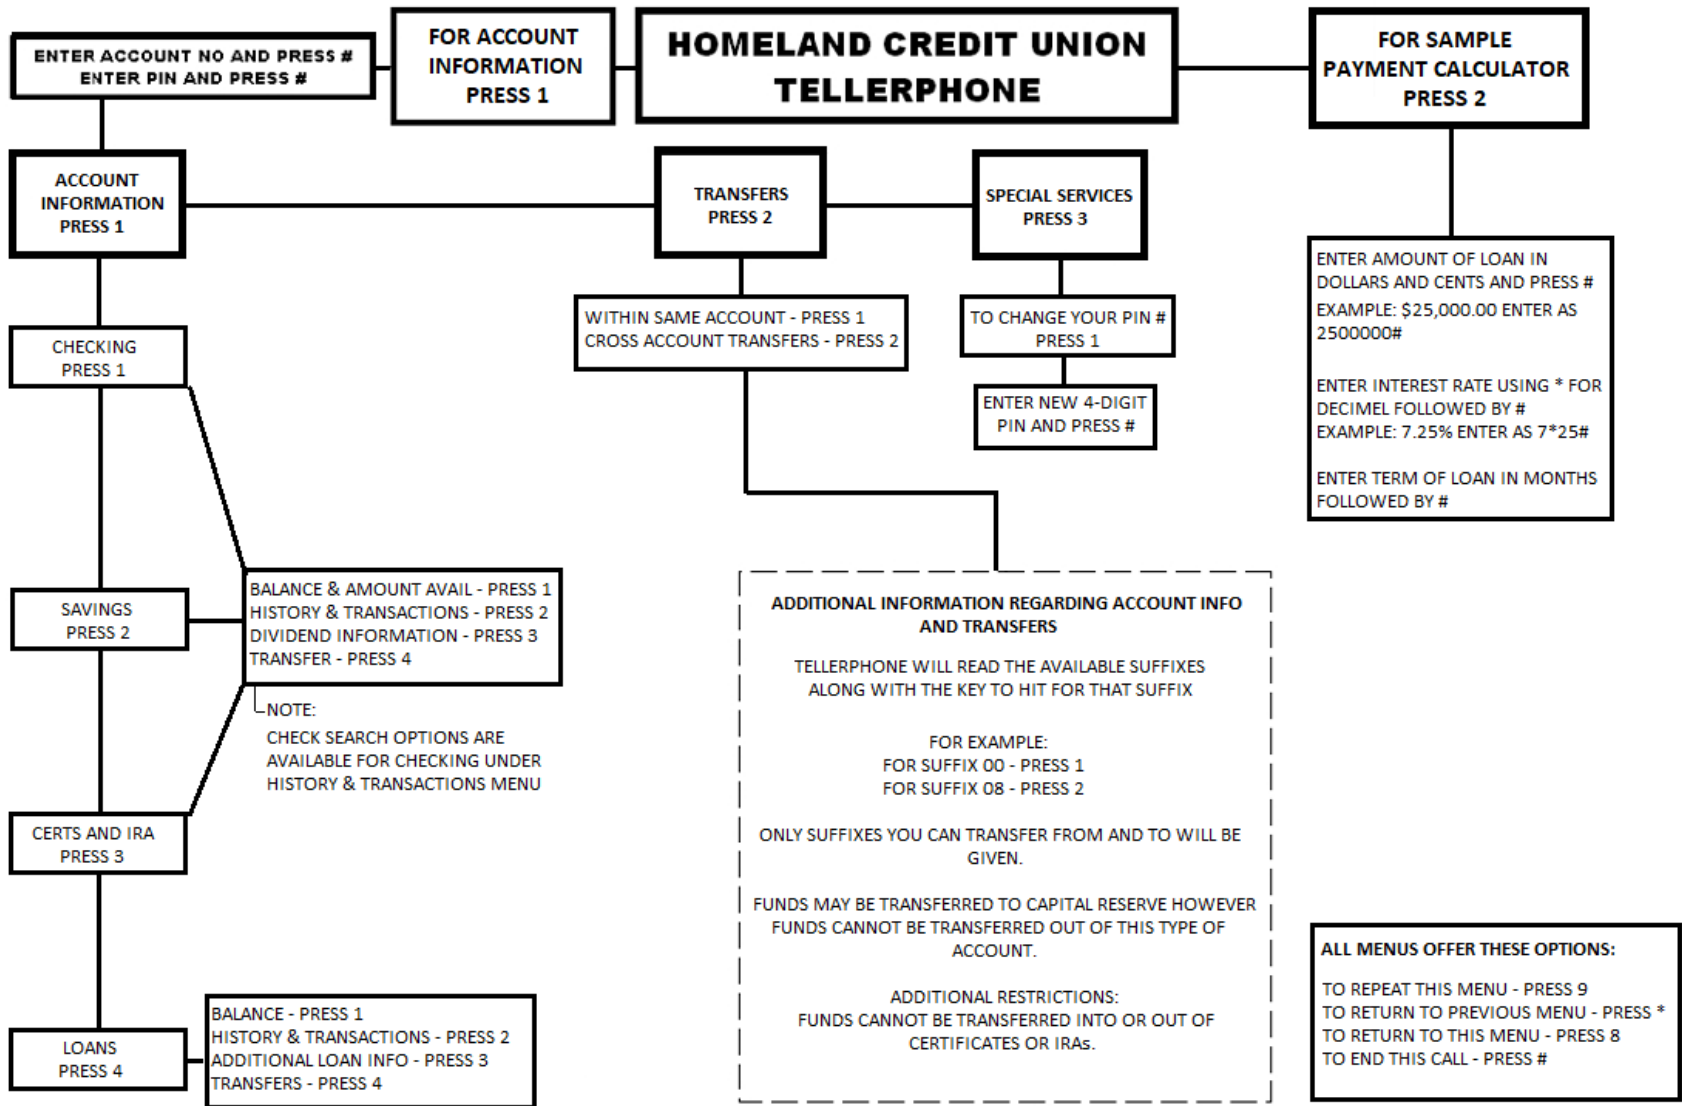 ENTER ACCOUNT NO AND PRESS #
ENTER PIN AND PRESS #
FOR ACCOUNT
INFORMATION
PRESS 1
HOMELAND CREDIT UNION
TELLERPHONE
FOR SAMPLE
PAYMENT CALCULATOR
PRESS 2
ACCOUNT
INFORMATION
PRESS 1
TRANSFERS
PRESS 2
SPECIAL SERVICES
PRESS 3
ENTER AMOUNT OF LOAN IN
DOLLARS AND CENTS AND PRESS #
EXAMPLE: $25,000.00 ENTER AS
2500000#
ENTER INTEREST RATE USING * FOR
DECIMEL FOLLOWED BY #
EXAMPLE: 7.25% ENTER AS 7*25#
ENTER TERM OF LOAN IN MONTHS
FOLLOWED BY #
WITHIN SAME ACCOUNT - PRESS 1
CROSS ACCOUNT TRANSFERS - PRESS 2
TO CHANGE YOUR PIN #
PRESS 1
ENTER NEW 4-DIGIT
PIN AND PRESS #
CHECKING
PRESS 1
SAVINGS
PRESS 2
BALANCE & AMOUNT AVAIL - PRESS 1
HISTORY & TRANSACTIONS - PRESS 2
DIVIDEND INFORMATION - PRESS 3
TRANSFER - PRESS 4
NOTE:
CHECK SEARCH OPTIONS ARE
AVAILABLE FOR CHECKING UNDER
HISTORY & TRANSACTIONS MENU
CERTS AND IRA
PRESS 3
LOANS
PRESS 4
BALANCE - PRESS 1
HISTORY & TRANSACTIONS - PRESS 2
ADDITIONAL LOAN INFO - PRESS 3
TRANSFERS - PRESS 4
ADDITIONAL INFORMATION REGARDING ACCOUNT INFO
AND TRANSFERS
TELLERPHONE WILL READ THE AVAILABLE SUFFIXES
ALONG WITH THE KEY TO HIT FOR THAT SUFFIX
FOR EXAMPLE:
FOR SUFFIX 00 - PRESS 1
FOR SUFFIX 08 - PRESS 2
ONLY SUFFIXES YOU CAN TRANSFER FROM AND TO WILL BE
GIVEN.
FUNDS MAY BE TRANSFERRED TO CAPITAL RESERVE HOWEVER
FUNDS CANNOT BE TRANSFERRED OUT OF THIS TYPE OF
ACCOUNT.
ADDITIONAL RESTRICTIONS:
FUNDS CANNOT BE TRANSFERRED INTO OR OUT OF
CERTIFICATES OR IRAs.
ALL MENUS OFFER THESE OPTIONS:
TO REPEAT THIS MENU - PRESS 9
TO RETURN TO PREVIOUS MENU - PRESS *
TO RETURN TO THIS MENU - PRESS 8
TO END THIS CALL - PRESS #